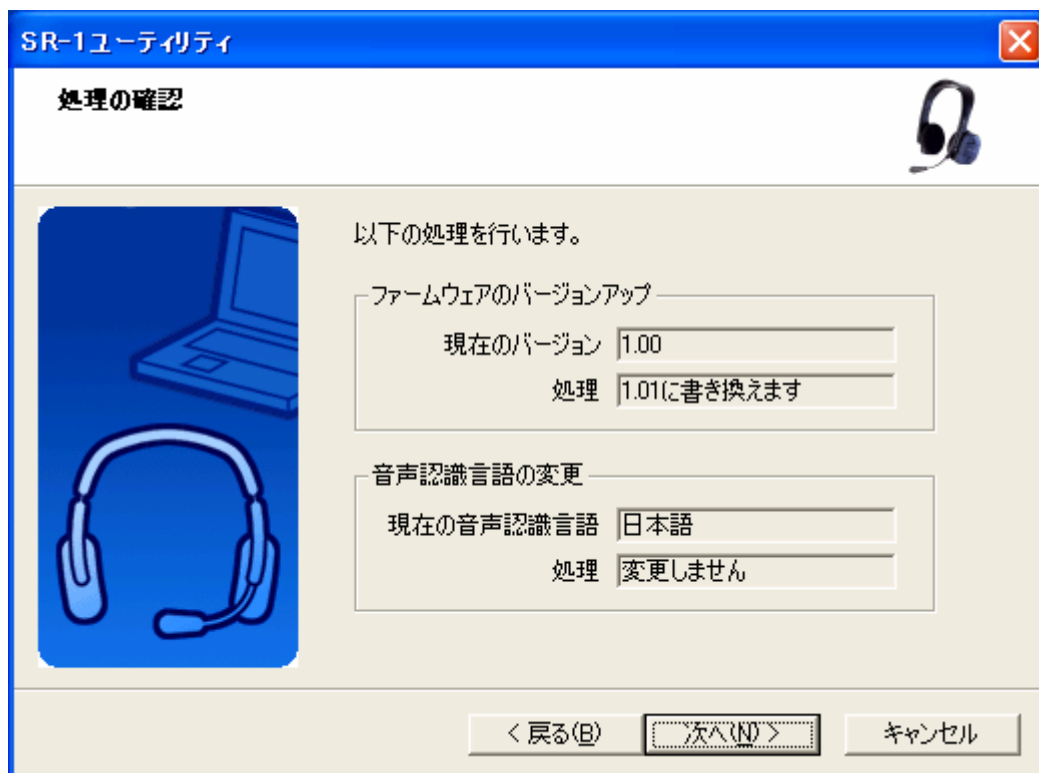 SR-1ユーティリティ
処理の確認
以下の処理を行います。
ファームウェアのバージョンアップ
現在のバージョン 1.00
処理 1.01に書き換えます
音声認識言語の変更
現在の音声認識言語 日本語
処理 変更しません
< 戻る(B) 次へ(N) > キャンセル